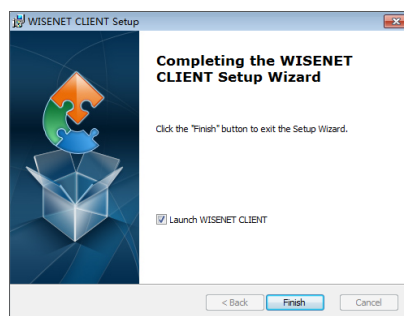 WISENET CLIENT Setup
Completing the WISENET
CLIENT Setup Wizard
Click the "Finish" button to exit the Setup Wizard.
Launch WISENET CLIENT
< Back Finish Cancel